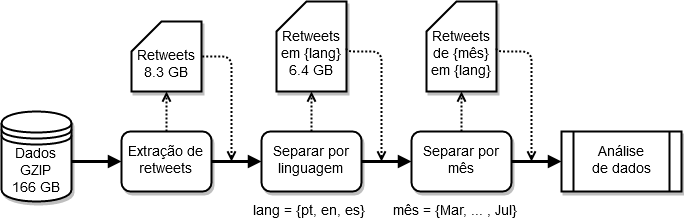 Retweets
8.3 GB
Retweets
em {lang}
6.4 GB
Retweets
de {mês}
em {lang}
Dados
GZIP
166 GB
Extração de
retweets
Separar por
linguagem
Separar por
mês
Análise
de dados
lang = {pt, en, es}
mês = {Mar, ... , Jul}